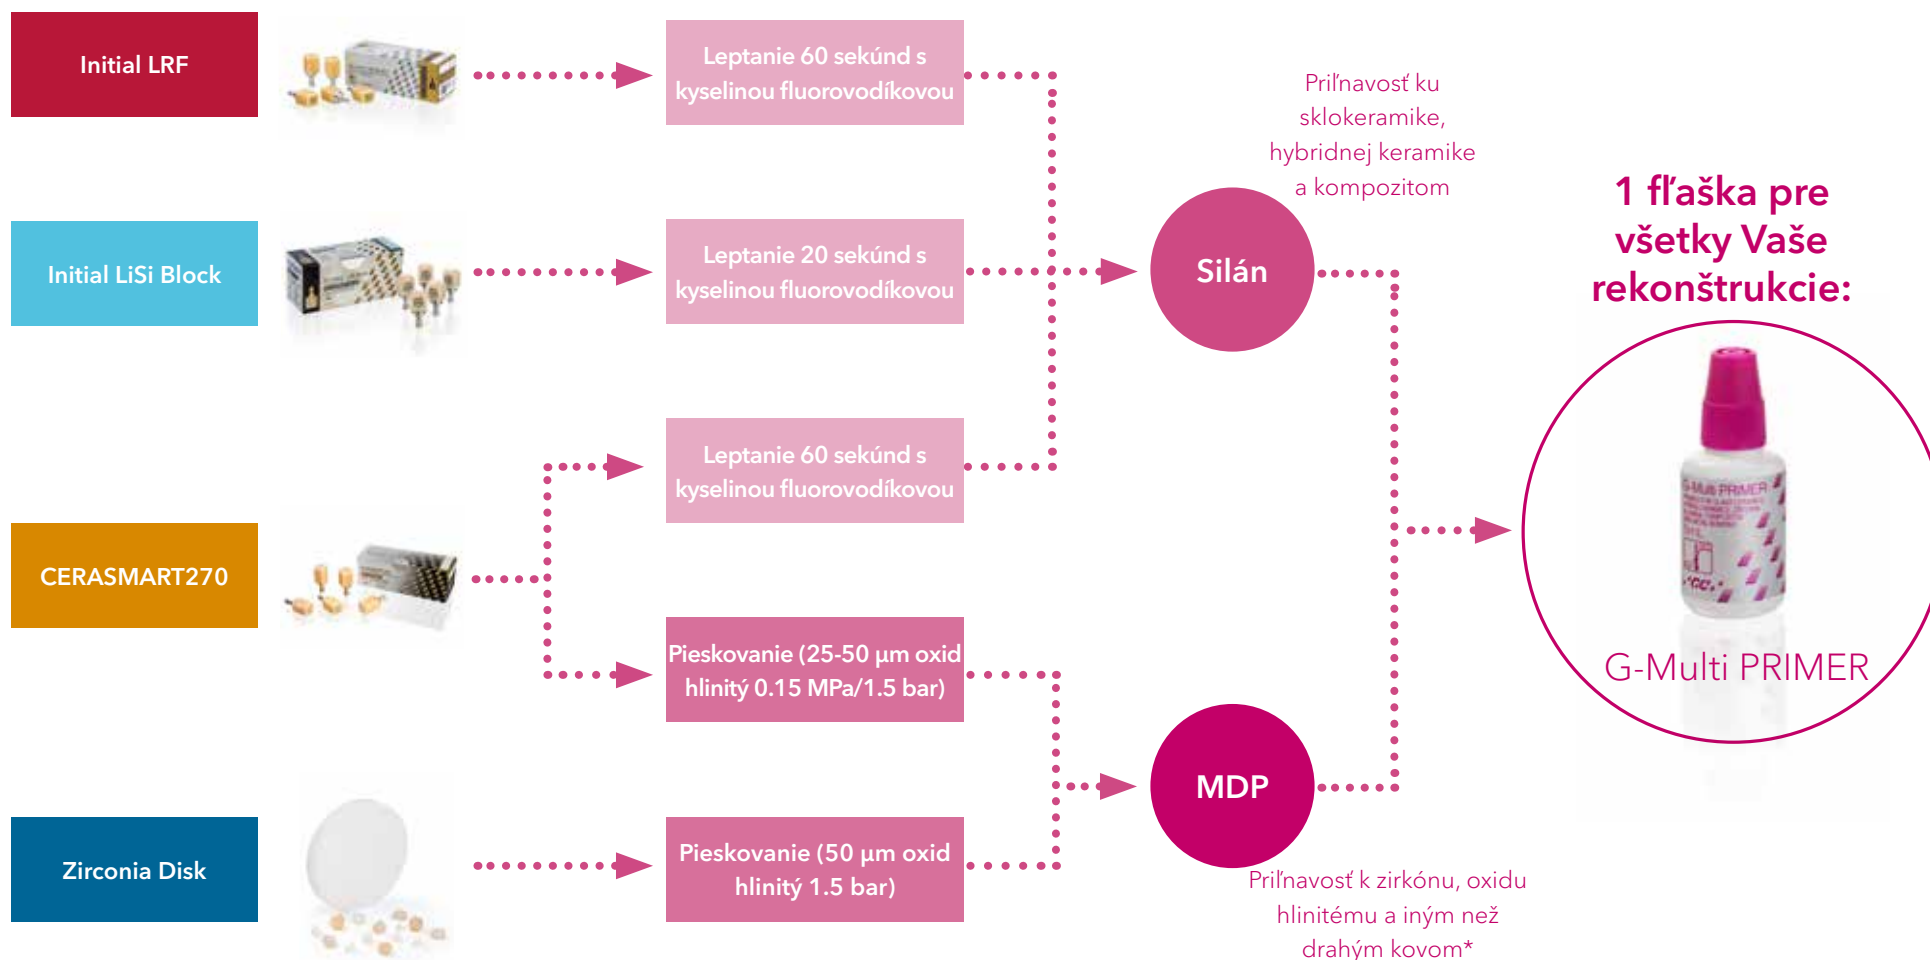 Initial LRF
Leptanie 60 sekúnd s
kyselinou fluorovodíkovou
Priľnavosť ku
sklokeramike,
hybridnej keramike
a kompozitom
Initial LiSi Block
Leptanie 20 sekúnd s
kyselinou fluorovodíkovou
Silán
1 fľaška pre
všetky Vaše
rekonštrukcie:
Leptanie 60 sekúnd s
kyselinou fluorovodíkovou
G-Multi PRIMER
CERASMART270
Pieskovanie (25-50 µm oxid
hlinitý 0.15 MPa/1.5 bar)
G-Multi PRIMER
MDP
Zirconia Disk
Pieskovanie (50 µm oxid
hlinitý 1.5 bar)
Priľnavosť k zirkónu, oxidu
hlinitému a iným než
drahým kovom*